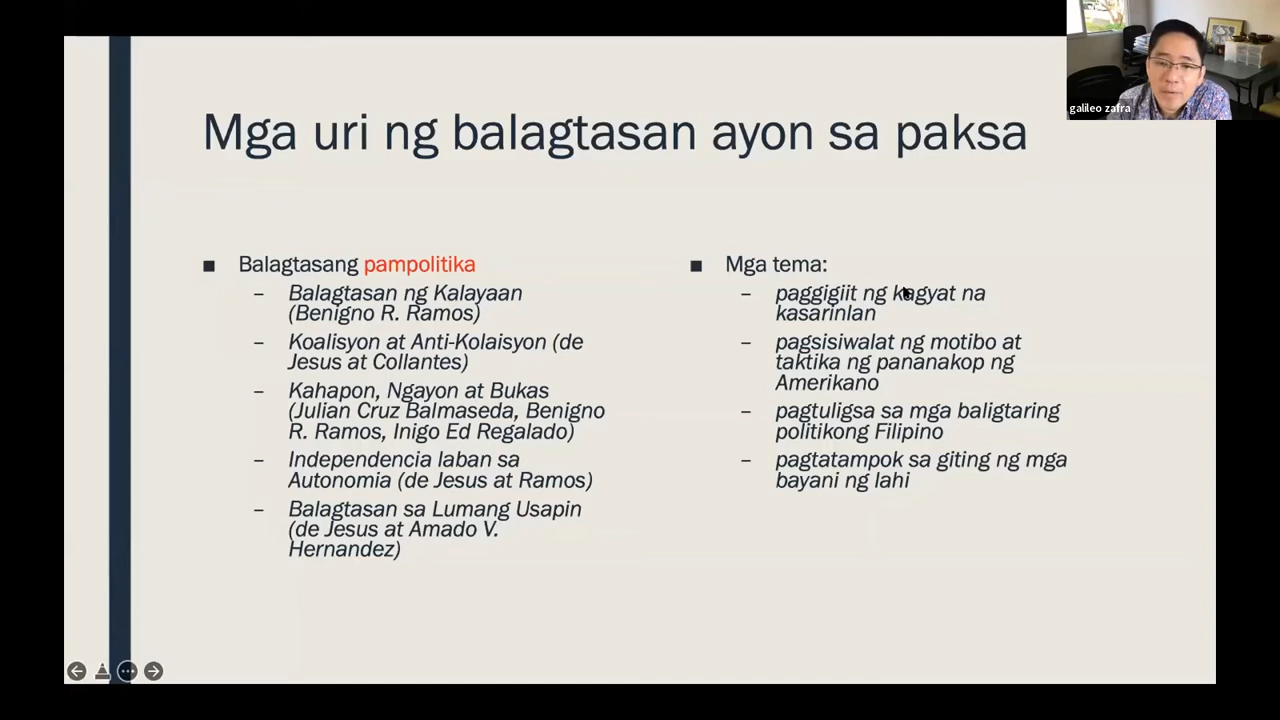 galileo zafra
Mga uri ng balagtasan ayon sa paksa
Balagtasang pampolitika
– Balagtasan ng Kalayaan
(Benigno R. Ramos)
– Koalisyon at Anti-Kolaisyon (de
Jesus at Collantes)
– Kahapon, Ngayon at Bukas
(Julian Cruz Balmaseda, Benigno
R. Ramos, Inigo Ed Regalado)
– Independencia laban sa
Autonomia (de Jesus at Ramos)
– Balagtasan sa Lumang Usapin
(de Jesus at Amado V.
Hernandez)
Mga tema:
– paggigiit ng kagyat na
kasarinlan
– pagsisiwalat ng motibo at
taktika ng pananakop ng
Amerikano
– pagtuligsa sa mga baligtaring
politikong Filipino
– pagtatampok sa giting ng mga
bayani ng lahi